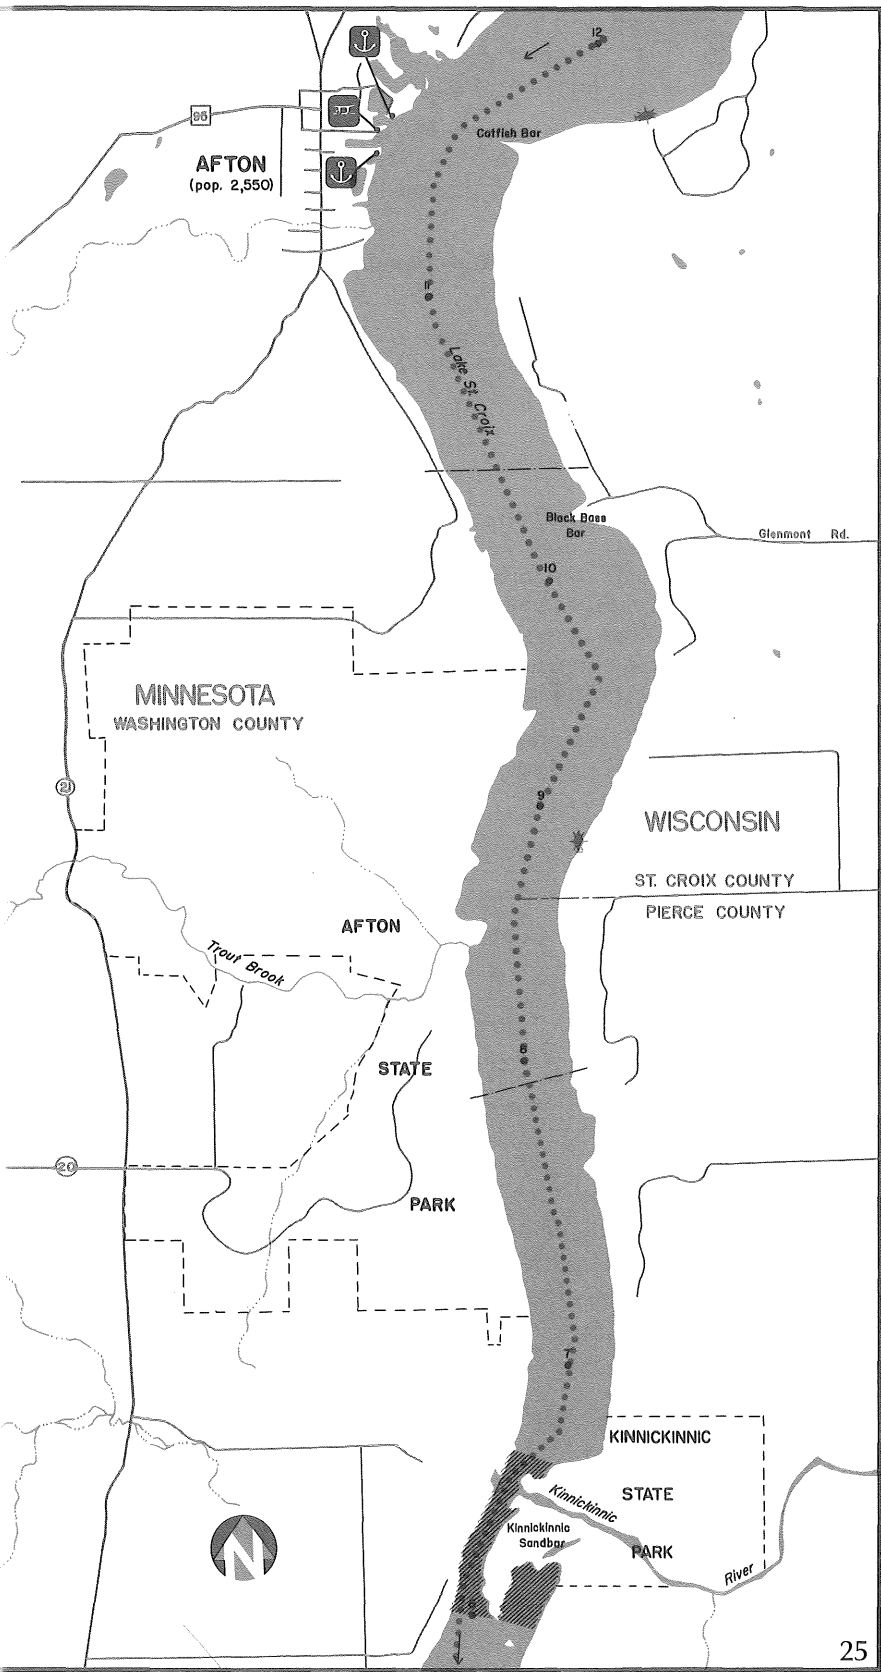 12
95
Catfish Bar
AFTON
(pop. 2,550)
11
Lake St. Croix
Black Bass
Bar
Glenmont Rd.
10
MINNESOTA
WASHINGTON COUNTY
21
9
WISCONSIN
ST. CROIX COUNTY
PIERCE COUNTY
AFTON
Trout Brook
8
STATE
20
PARK
7
KINNICKINNIC
STATE
Kinnickinnic
Kinnickinnic
Sandbar
PARK
River
N
25